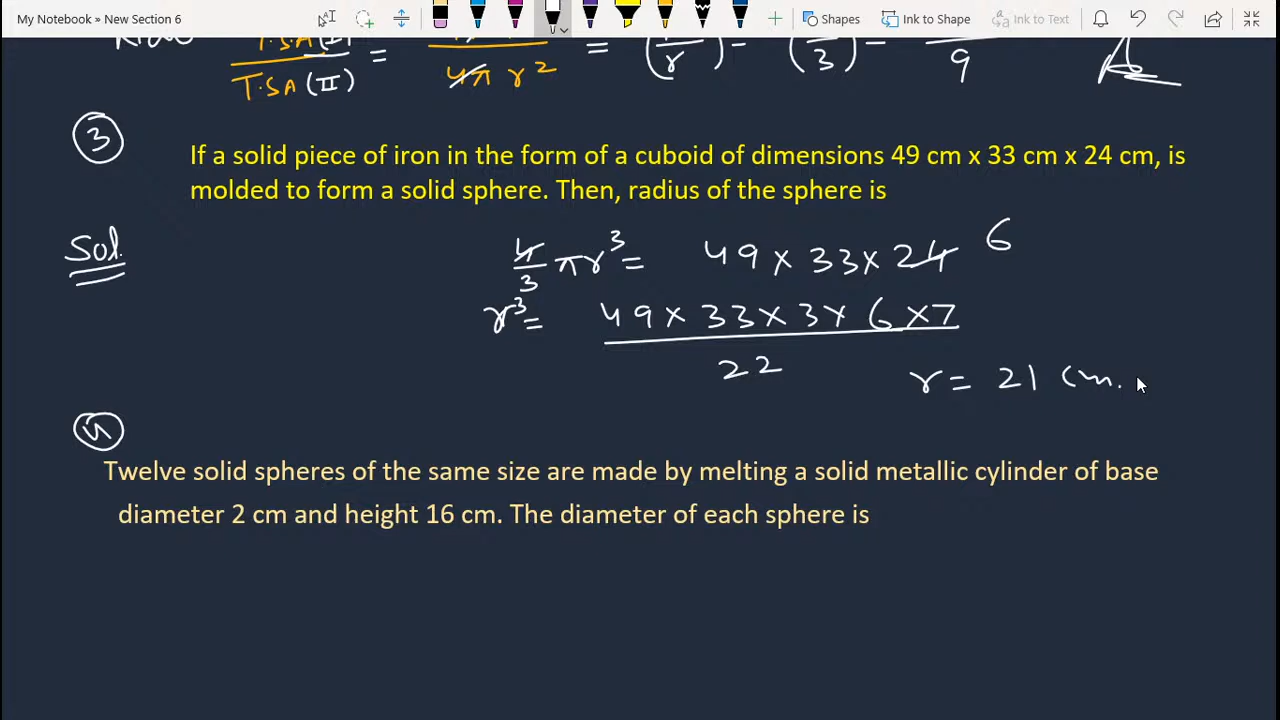 My Notebook » New Section 6
Shapes
Ink to Shape
Ink to Text
T.S.A (I)
T.S.A (II)
=
4π r²
= (r)
(3)
9
3
If a solid piece of iron in the form of a cuboid of dimensions 49 cm x 33 cm x 24 cm, is
molded to form a solid sphere. Then, radius of the sphere is
Sol.
4/3 πr³ = 49 x 33 x 24 6
r³ = 49 x 33 x 3 x 6 x 7
22
r = 21 cm.
4
Twelve solid spheres of the same size are made by melting a solid metallic cylinder of base
diameter 2 cm and height 16 cm. The diameter of each sphere is